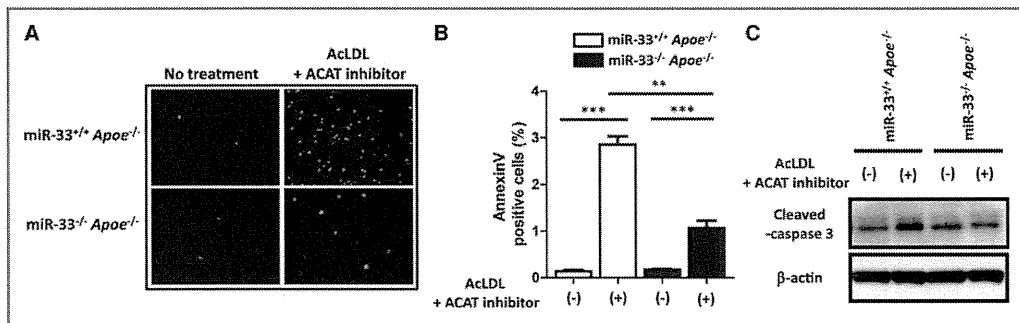 A
No treatment
AcLDL
+ ACAT inhibitor
miR-33+/+ Apoe-/-
miR-33-/- Apoe-/-
B
miR-33+/+ Apoe-/-
miR-33-/- Apoe-/-
AnnexinV
positive cells (%)
4
3
2
1
0
**
***
***
AcLDL
+ ACAT inhibitor
(-) (+) (-) (+)
C
miR-33+/+ Apoe-/-
miR-33-/- Apoe-/-
AcLDL
+ ACAT inhibitor
(-) (+) (-) (+)
Cleaved
-caspase 3
β-actin